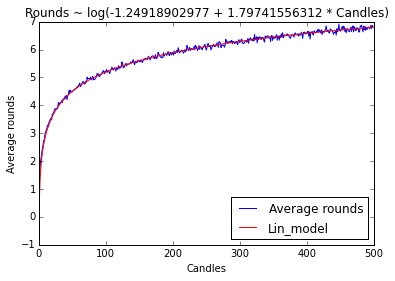 Rounds ~ log(-1.24918902977 + 1.79741556312 * Candles)
7
6
5
4
3
2
1
0
−1
Average rounds
Average rounds
Lin_model
0 100 200 300 400 500
Candles